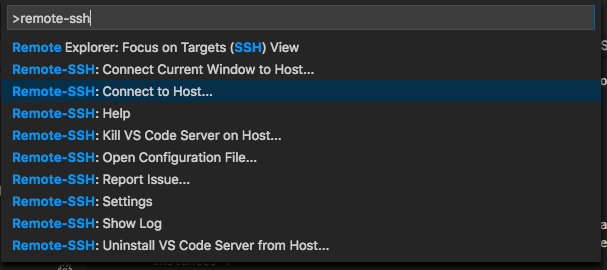 >remote-ssh
Remote Explorer: Focus on Targets (SSH) View
Remote-SSH: Connect Current Window to Host...
Remote-SSH: Connect to Host...
Remote-SSH: Help
Remote-SSH: Kill VS Code Server on Host...
Remote-SSH: Open Configuration File...
Remote-SSH: Report Issue...
Remote-SSH: Settings
Remote-SSH: Show Log
Remote-SSH: Uninstall VS Code Server from Host...